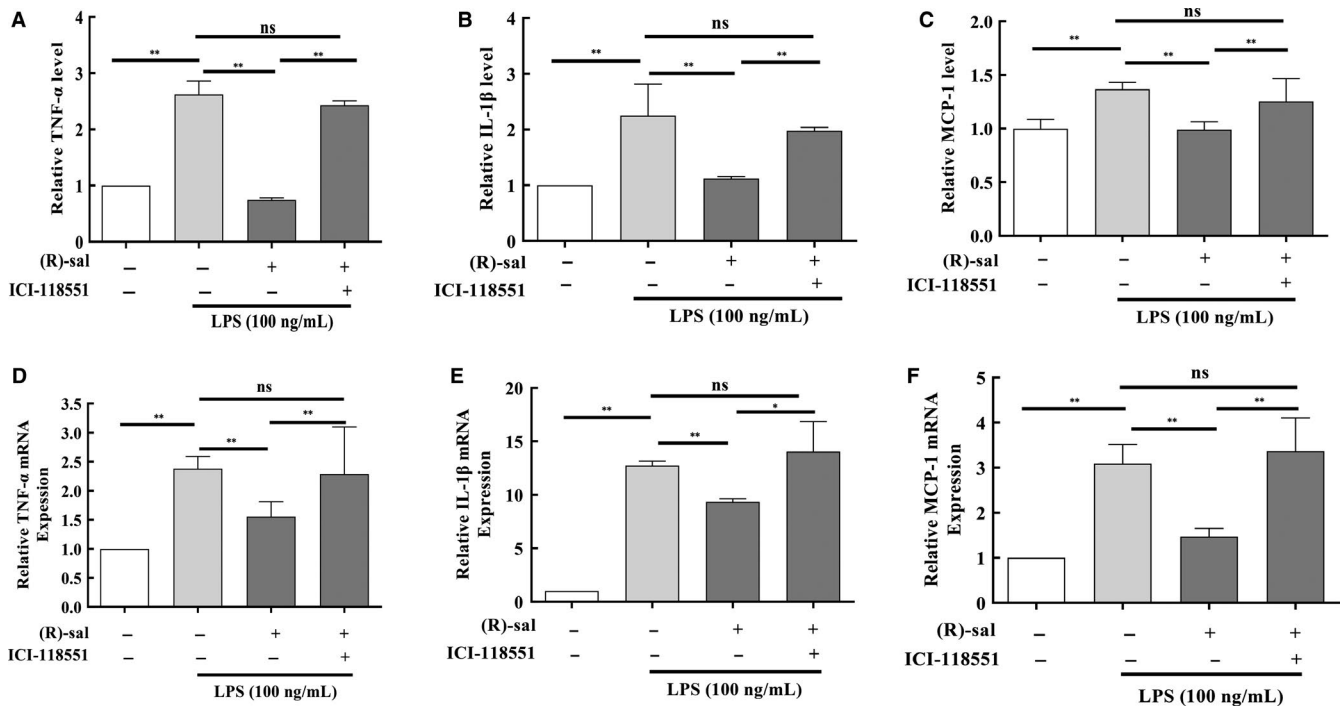 A
Relative TNF-α level
4
3
2
1
0
**
**
ns
**
(R)-sal – – + +
ICI-118551 – – +
LPS (100 ng/mL)
B
Relative IL-1β level
4
3
2
1
0
**
**
ns
**
(R)-sal – – + +
ICI-118551 – – – +
LPS (100 ng/mL)
C
Relative MCP-1 level
2.0
1.5
1.0
0.5
0.0
**
**
ns
**
(R)-sal – – + +
ICI-118551 – – – +
LPS (100 ng/mL)
D
Relative TNF-α mRNA
Expession
3.5
3.0
2.5
2.0
1.5
1.0
0.5
0.0
**
**
ns
**
(R)-sal – – + +
ICI-118551 – – – +
LPS (100 ng/mL)
E
Relative IL-1β mRNA
Expression
20
15
10
5
0
**
**
ns
*
(R)-sal – – + +
ICI-118551 – – – +
LPS (100 ng/mL)
F
Relative MCP-1 mRNA
Expression
5
4
3
2
1
0
**
**
ns
**
(R)-sal – – + +
ICI-118551 – – – +
LPS (100 ng/mL)